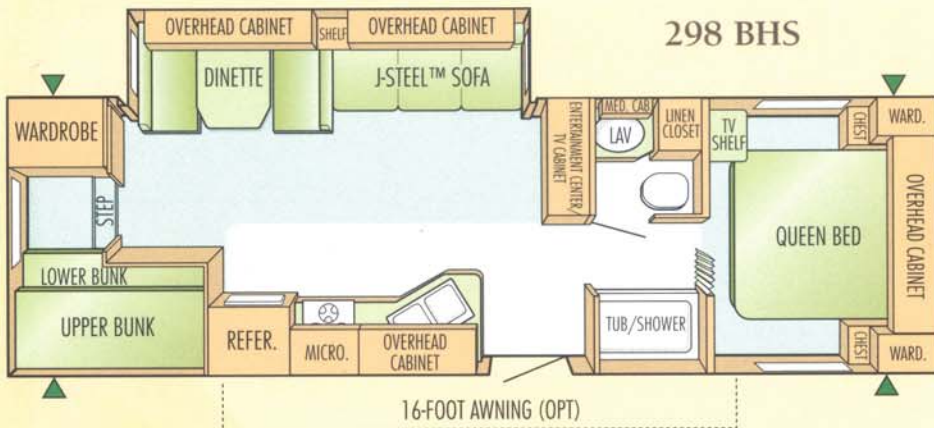 298 BHS
OVERHEAD CABINET
SHELF
OVERHEAD CABINET
DINETTE
J-STEEL™ SOFA
WARDROBE
STEP
LOWER BUNK
UPPER BUNK
REFER.
MICRO.
OVERHEAD
CABINET
ENTERTAINMENT CENTER/
TV CABINET
MED. CAB
LAV
LINEN
CLOSET
TV
SHELF
CHEST
WARD.
QUEEN BED
OVERHEAD CABINET
TUB/SHOWER
CHEST
WARD.
16-FOOT AWNING (OPT)